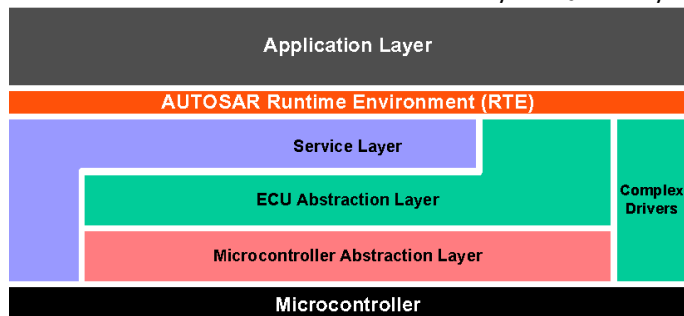 Application Layer
AUTOSAR Runtime Environment (RTE)
Service Layer
ECU Abstraction Layer
Complex
Drivers
Microcontroller Abstraction Layer
Microcontroller